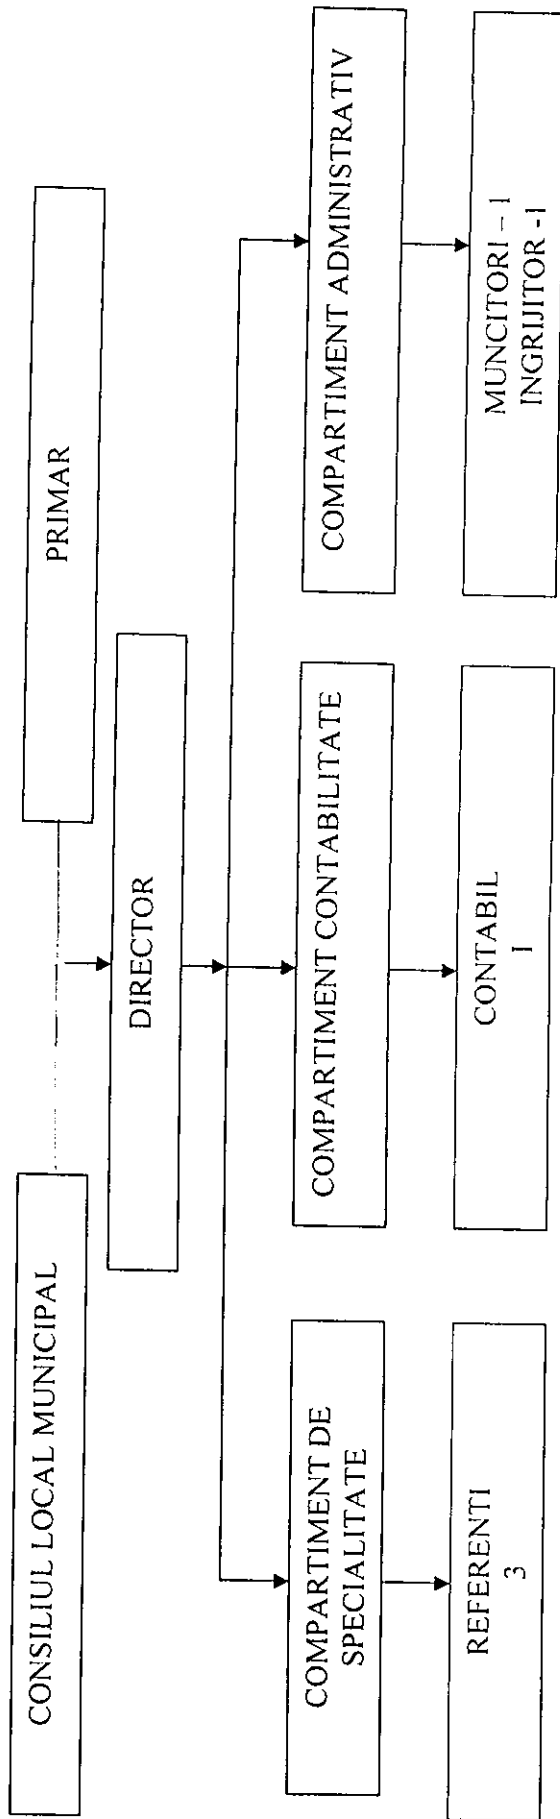 CONSILIUL LOCAL MUNICIPAL
PRIMAR
DIRECTOR
COMPARTIMENT DE
SPECIALITATE
COMPARTIMENT CONTABILITATE
COMPARTIMENT ADMINISTRATIV
REFERENTI
3
CONTABIL
1
MUNCITORI – 1
INGRIJITOR -1